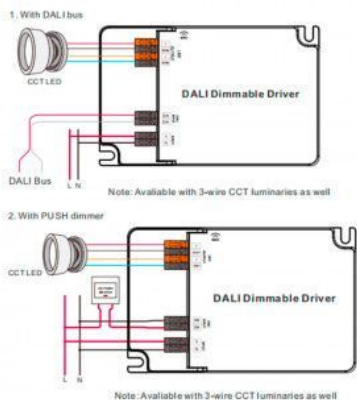 1. With DALI bus
CCT LED
DALI Dimmable Driver
DALI Bus
L N
Note: Avaliable with 3-wire CCT luminaries as well
2. With PUSH dimmer
CCT LED
DALI Dimmable Driver
L N
Note: Avaliable with 3-wire CCT luminaries as well